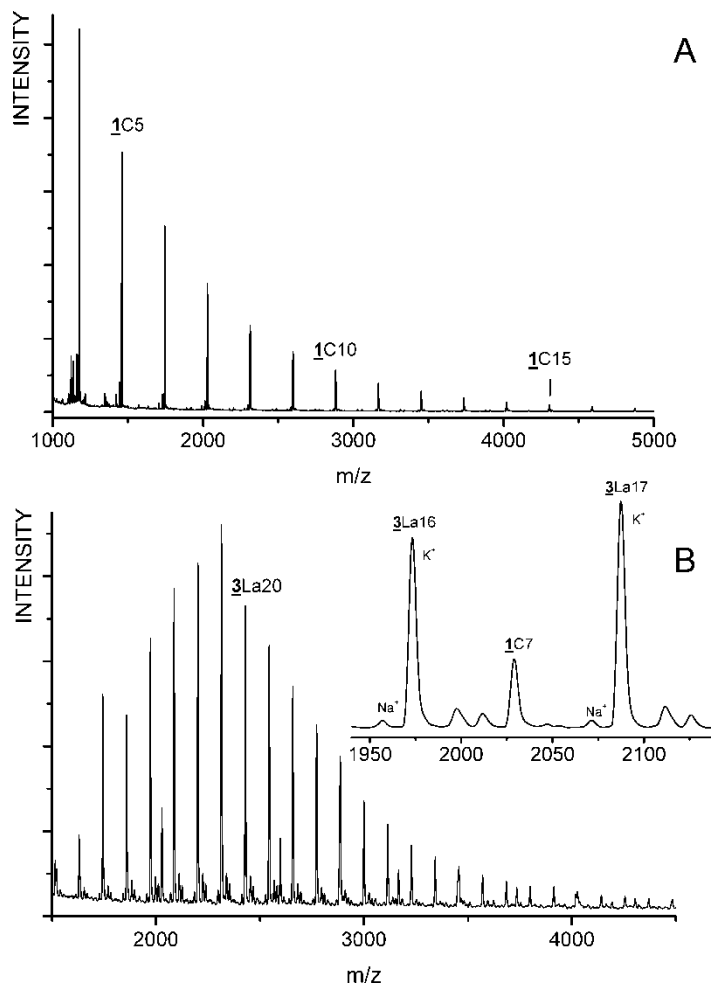 A
INTENSITY
1C5
1C10
1C15
1000 2000 3000 4000 5000
m/z
B
INTENSITY
3La20
3La16
K+
3La17
K+
1C7
Na+
Na+
1950 2000 2050 2100
2000 3000 4000
m/z